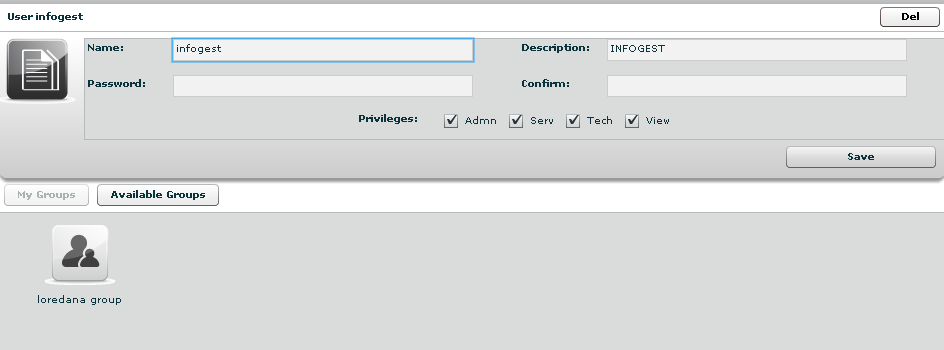 User infogest Del
Name: infogest Description: INFOGEST
Password: Confirm:
Privileges: Admn Serv Tech View
Save
My Groups Available Groups
loredana group